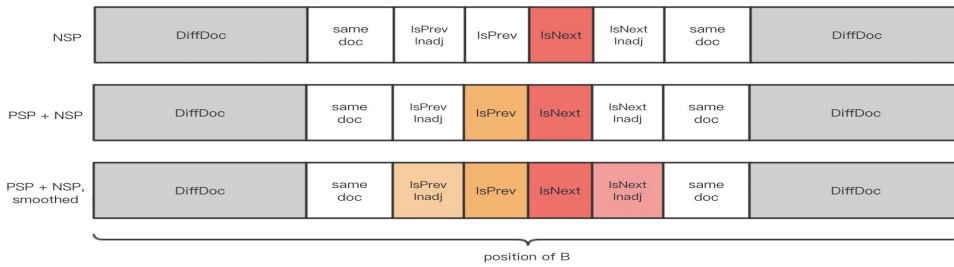 NSP
DiffDoc
same
doc
IsPrev
Inadj
IsPrev
IsNext
IsNext
Inadj
same
doc
DiffDoc
PSP + NSP
DiffDoc
same
doc
IsPrev
Inadj
IsPrev
IsNext
IsNext
Inadj
same
doc
DiffDoc
PSP + NSP,
smoothed
DiffDoc
same
doc
IsPrev
Inadj
IsPrev
IsNext
IsNext
Inadj
same
doc
DiffDoc
position of B